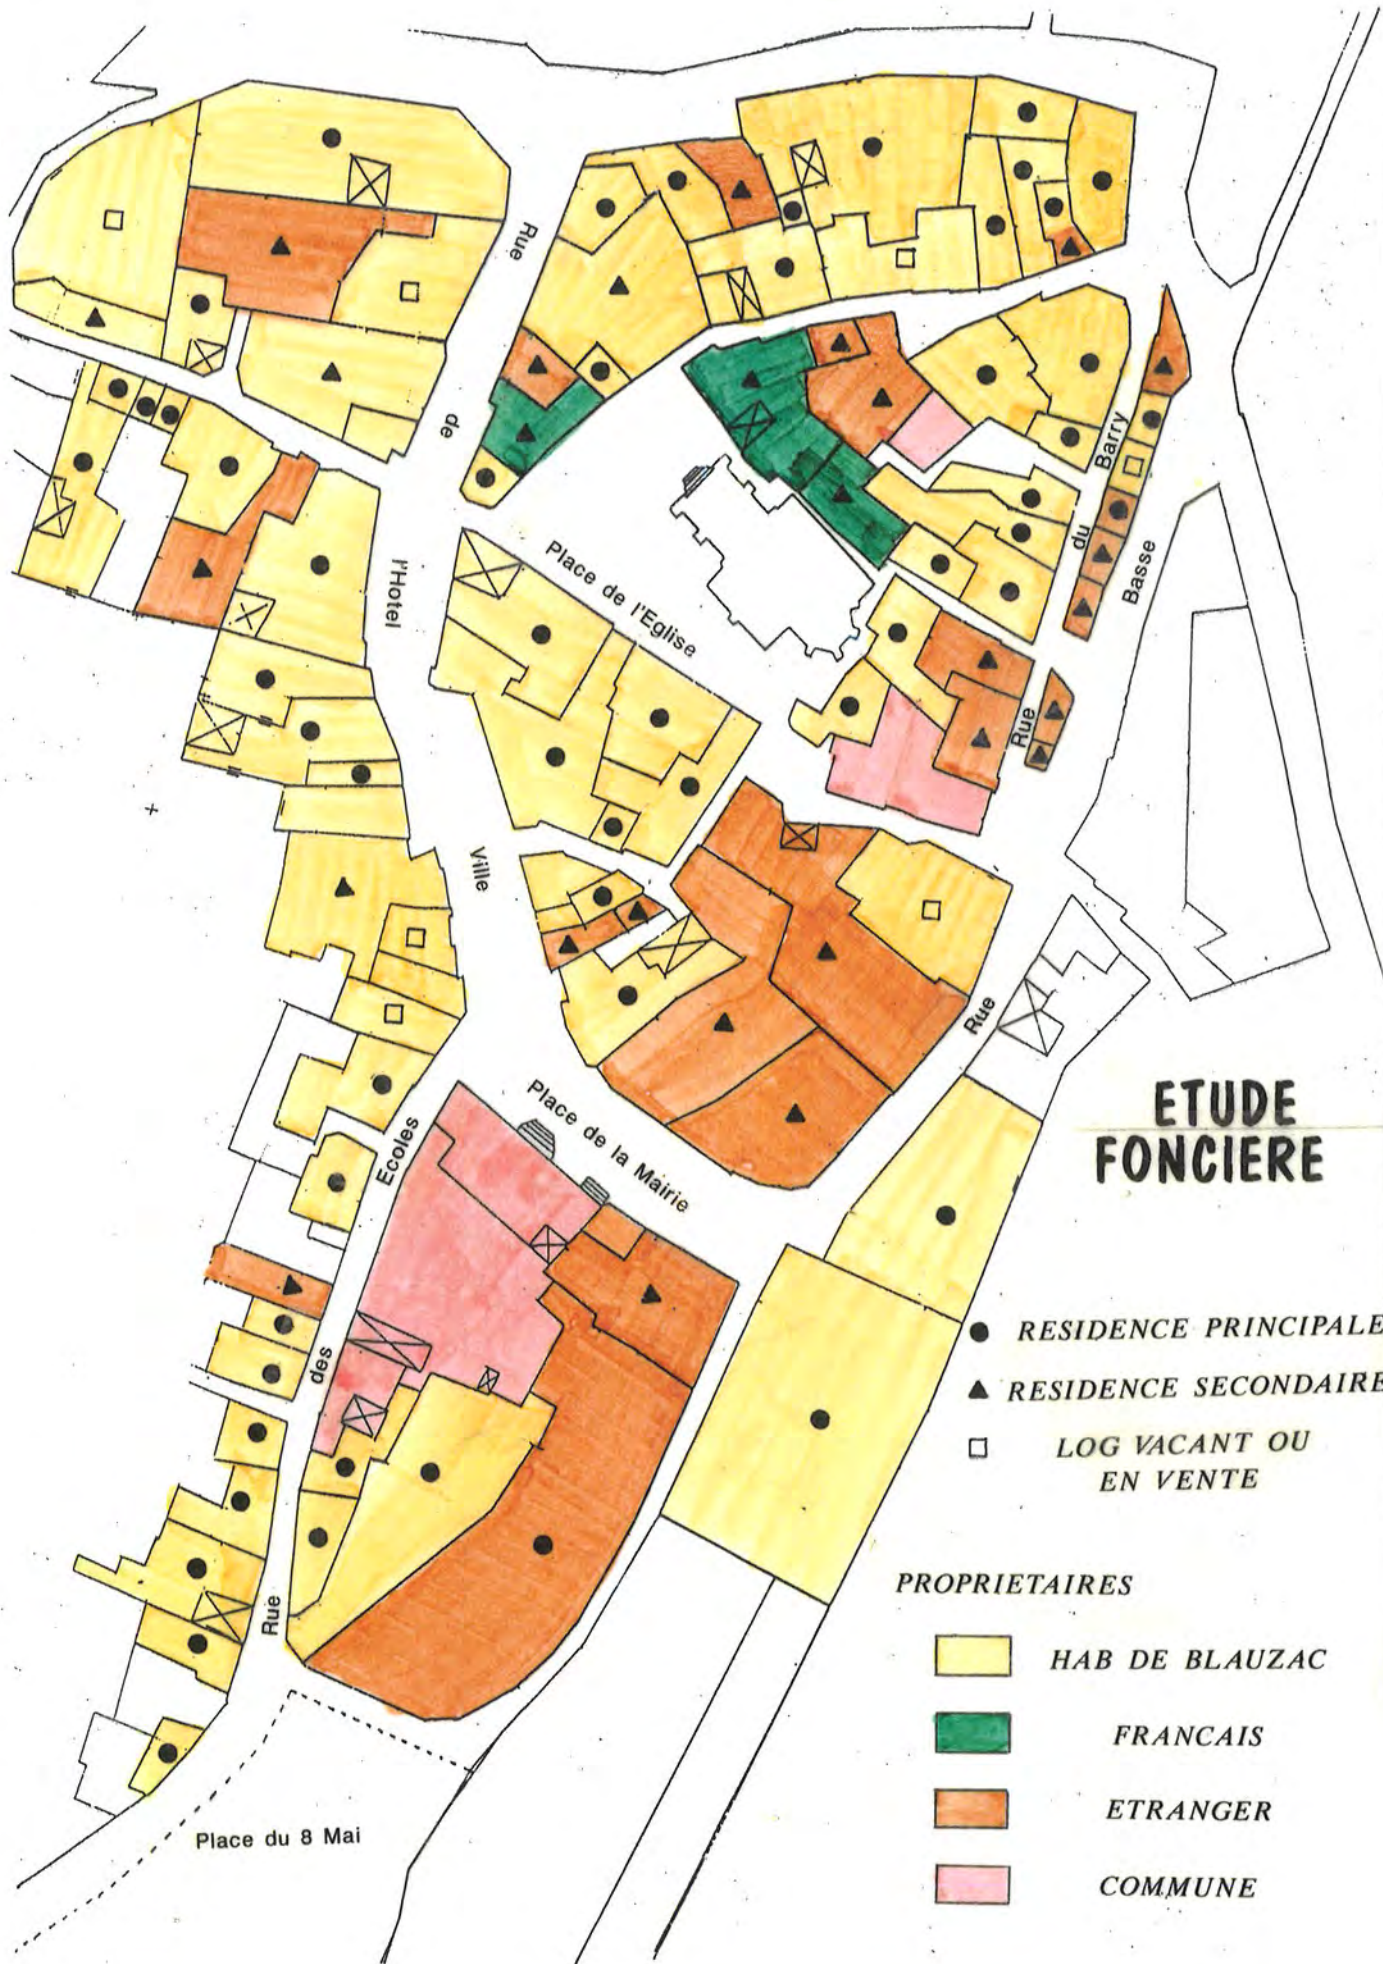 Rue
de
l'Hotel
Ville
Place de l'Eglise
Barry
du
Basse
Rue
Rue
Place de la Mairie
Ecoles
des
Rue
Place du 8 Mai
ETUDE
FONCIERE
RESIDENCE PRINCIPALE
RESIDENCE SECONDAIRE
LOG VACANT OU
EN VENTE
PROPRIETAIRES
HAB DE BLAUZAC
FRANCAIS
ETRANGER
COMMUNE